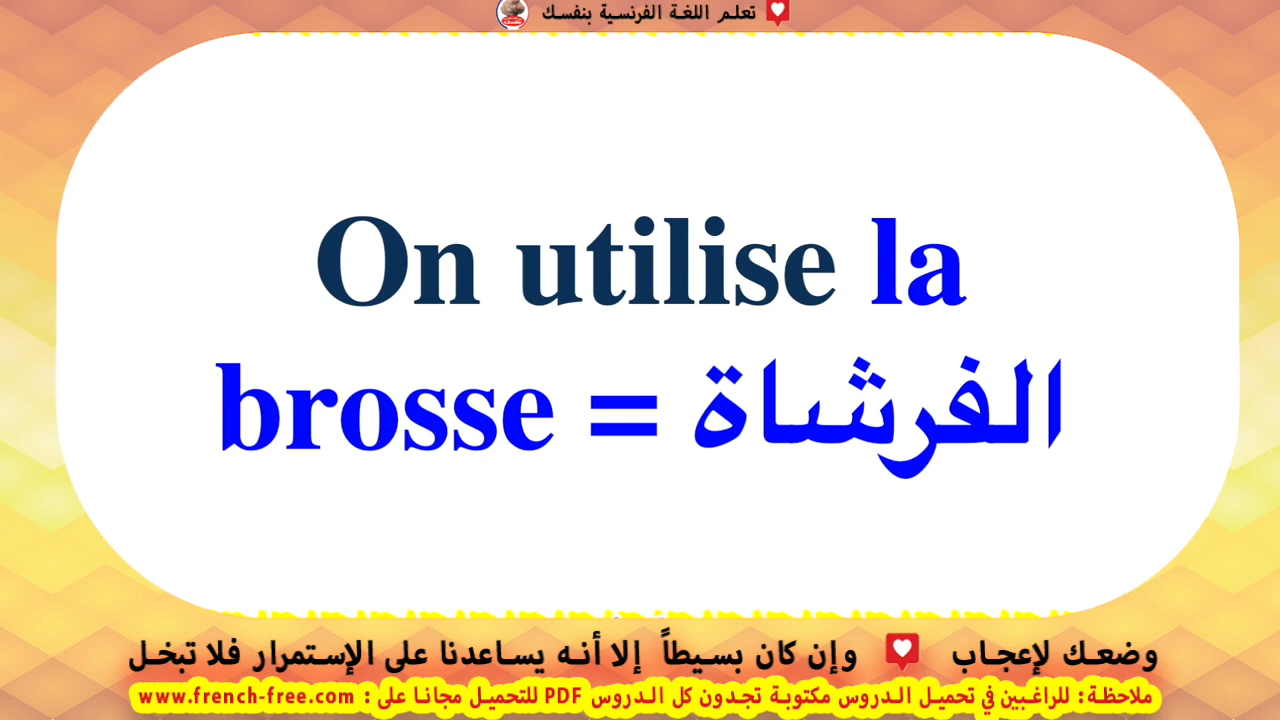 تعلم اللغة الفرنسية بنفسك
On utilise la
brosse = الفرشاة
وضعك لإعجاب وإن كان بسيطاً إلا أنه يساعدنا على الإستمرار فلا تبخل
ملاحظة: للراغبين في تحميل الدروس مكتوبة تجدون كل الدروس PDF للتحميل مجانا على : www.french-free.com